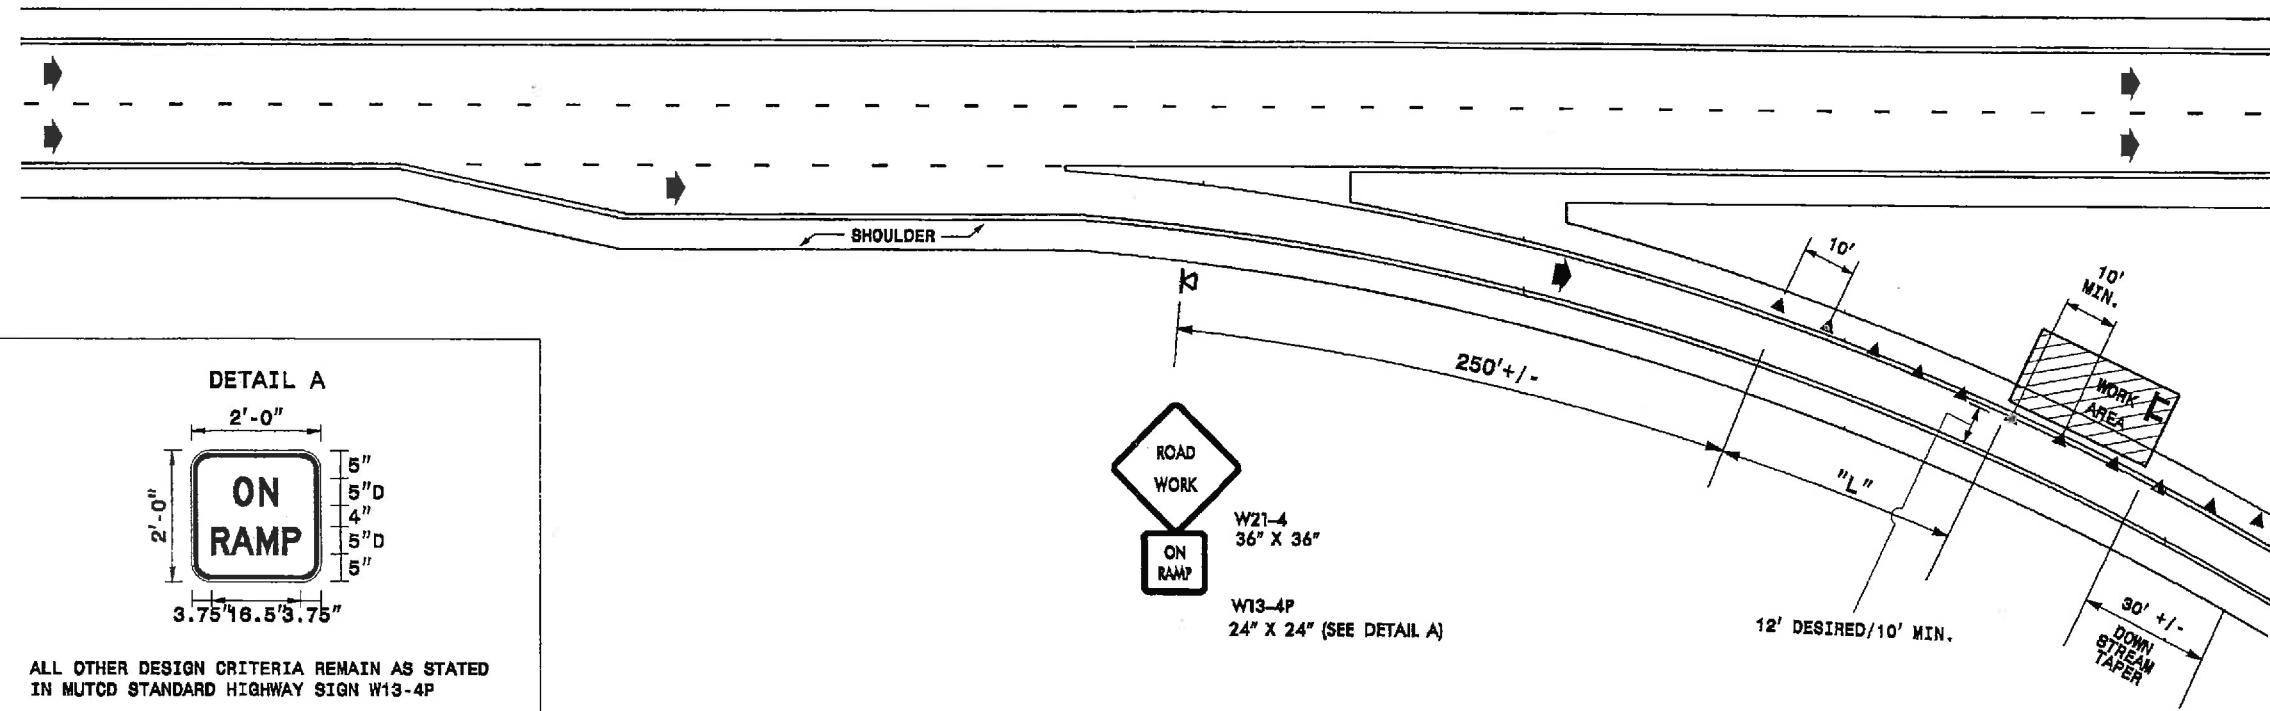 SHOULDER
10'
10'
MIN.
WORK
AREA
250'+/-
"L"
12' DESIRED/10' MIN.
30' +/-
DOWN
STREAM
TAPER
ROAD
WORK
ON
RAMP
W21-4
36" X 36"
W13-4P
24" X 24" (SEE DETAIL A)
DETAIL A
2'-0"
2'-0"
ON
RAMP
5"
5"D
4"
5"D
5"
3.75"16.5"3.75"
ALL OTHER DESIGN CRITERIA REMAIN AS STATED
IN MUTCD STANDARD HIGHWAY SIGN W13-4P